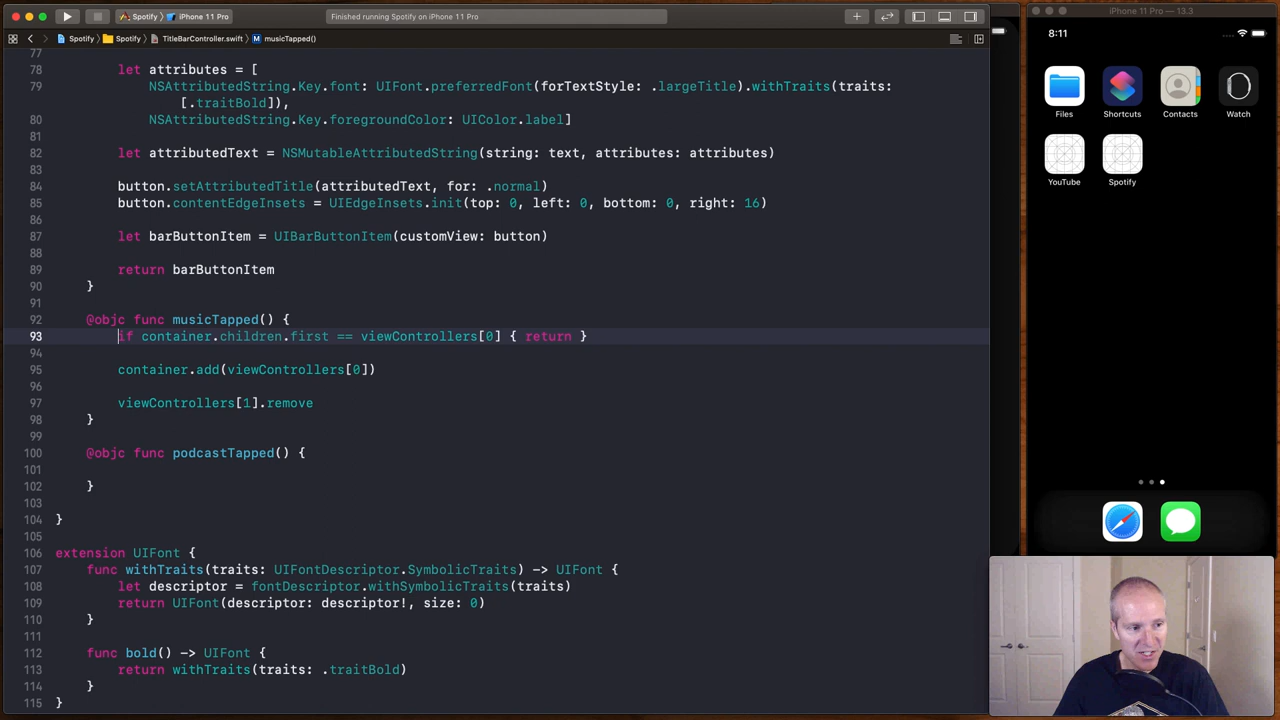 Spotify › iPhone 11 Pro
Finished running Spotify on iPhone 11 Pro
iPhone 11 Pro — 13.3
Spotify › Spotify › TitleBarController.swift › M musicTapped()
8:11
77
78 let attributes = [
79 NSAttributedString.Key.font: UIFont.preferredFont(forTextStyle: .largeTitle).withTraits(traits:
[.traitBold]),
80 NSAttributedString.Key.foregroundColor: UIColor.label]
81
82 let attributedText = NSMutableAttributedString(string: text, attributes: attributes)
83
84 button.setAttributedTitle(attributedText, for: .normal)
85 button.contentEdgeInsets = UIEdgeInsets.init(top: 0, left: 0, bottom: 0, right: 16)
86
87 let barButtonItem = UIBarButtonItem(customView: button)
88
89 return barButtonItem
90 }
91
92 @objc func musicTapped() {
93 if container.children.first == viewControllers[0] { return }
94
95 container.add(viewControllers[0])
96
97 viewControllers[1].remove
98 }
99
100 @objc func podcastTapped() {
101
102 }
103
104 }
105
106 extension UIFont {
107 func withTraits(traits: UIFontDescriptor.SymbolicTraits) -> UIFont {
108 let descriptor = fontDescriptor.withSymbolicTraits(traits)
109 return UIFont(descriptor: descriptor!, size: 0)
110 }
111
112 func bold() -> UIFont {
113 return withTraits(traits: .traitBold)
114 }
115 }
Files Shortcuts Contacts Watch
YouTube Spotify